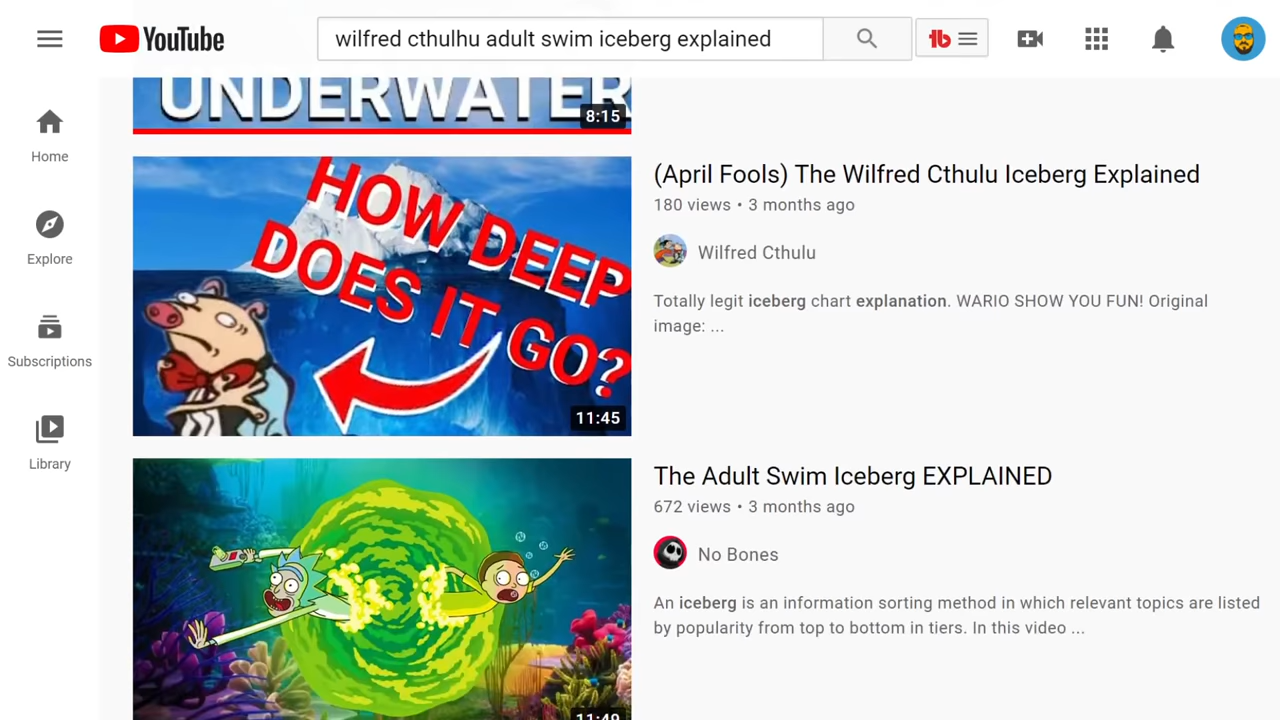 YouTube
wilfred cthulhu adult swim iceberg explained
UNDERWATER
8:15
Home
(April Fools) The Wilfred Cthulu Iceberg Explained
180 views • 3 months ago
Explore
Wilfred Cthulu
HOW DEEP
DOES IT GO?
Totally legit iceberg chart explanation. WARIO SHOW YOU FUN! Original
image: ...
Subscriptions
11:45
Library
The Adult Swim Iceberg EXPLAINED
672 views • 3 months ago
No Bones
An iceberg is an information sorting method in which relevant topics are listed
by popularity from top to bottom in tiers. In this video ...
11:49